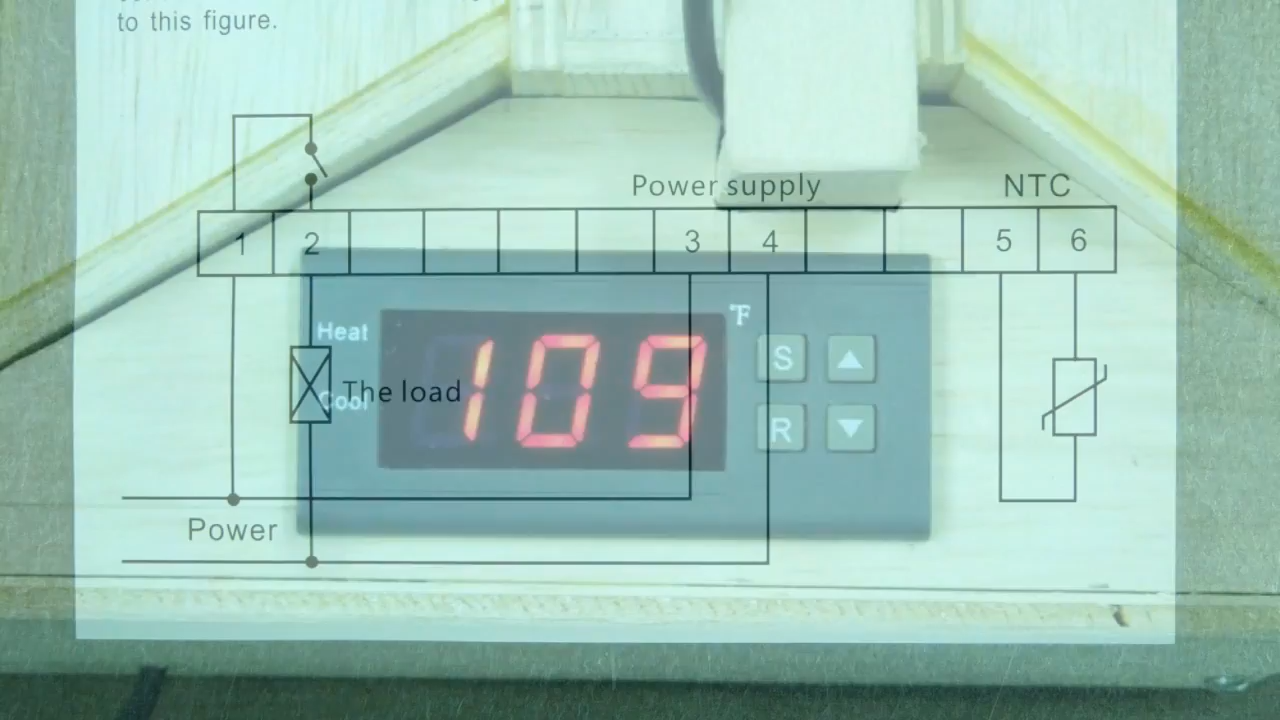 to this figure.
Power supply
NTC
1 2 3 4 5 6
°F
Heat
109
S
The load
Cool
R
Power